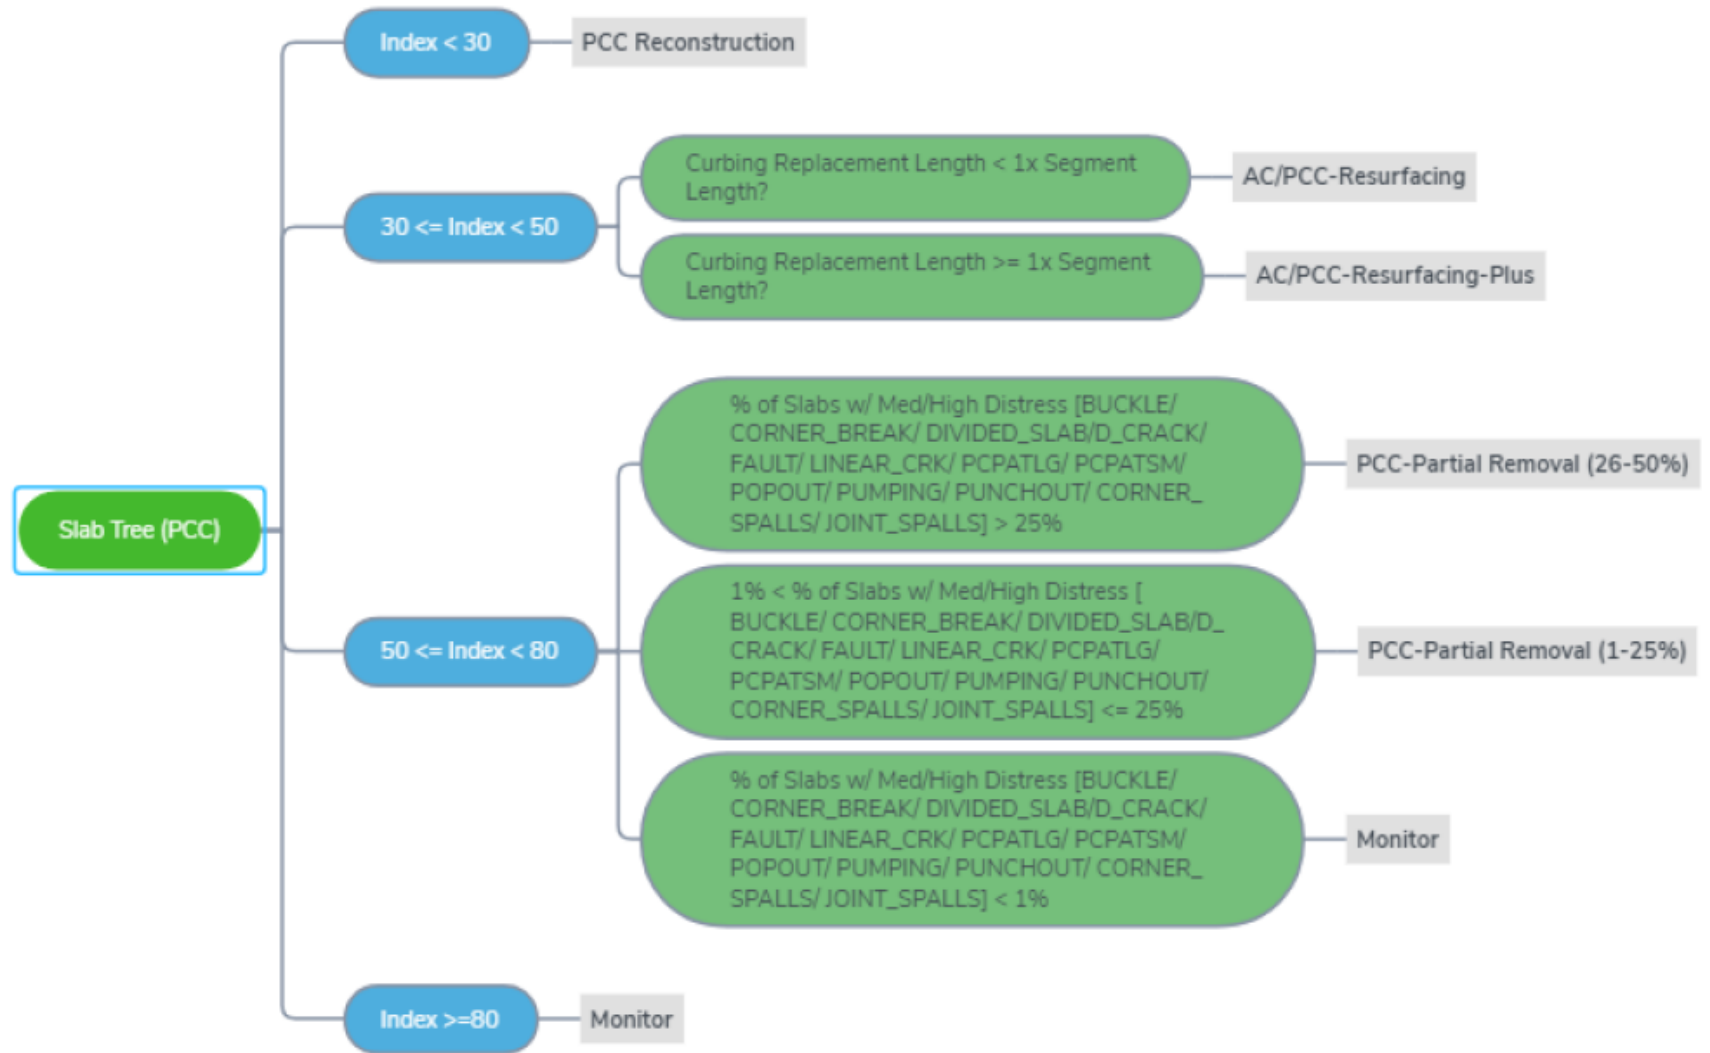 Index < 30
PCC Reconstruction
Curbing Replacement Length < 1x Segment
Length?
AC/PCC-Resurfacing
30 <= Index < 50
Curbing Replacement Length >= 1x Segment
Length?
AC/PCC-Resurfacing-Plus
% of Slabs w/ Med/High Distress [BUCKLE/
CORNER_BREAK/ DIVIDED_SLAB/D_CRACK/
FAULT/ LINEAR_CRK/ PCPATLG/ PCPATSM/
POPOUT/ PUMPING/ PUNCHOUT/ CORNER_
SPALLS/ JOINT_SPALLS] > 25%
PCC-Partial Removal (26-50%)
Slab Tree (PCC)
50 <= Index < 80
1% < % of Slabs w/ Med/High Distress [
BUCKLE/ CORNER_BREAK/ DIVIDED_SLAB/D_
CRACK/ FAULT/ LINEAR_CRK/ PCPATLG/
PCPATSM/ POPOUT/ PUMPING/ PUNCHOUT/
CORNER_SPALLS/ JOINT_SPALLS] <= 25%
PCC-Partial Removal (1-25%)
% of Slabs w/ Med/High Distress [BUCKLE/
CORNER_BREAK/ DIVIDED_SLAB/D_CRACK/
FAULT/ LINEAR_CRK/ PCPATLG/ PCPATSM/
POPOUT/ PUMPING/ PUNCHOUT/ CORNER_
SPALLS/ JOINT_SPALLS] < 1%
Monitor
Index >=80
Monitor